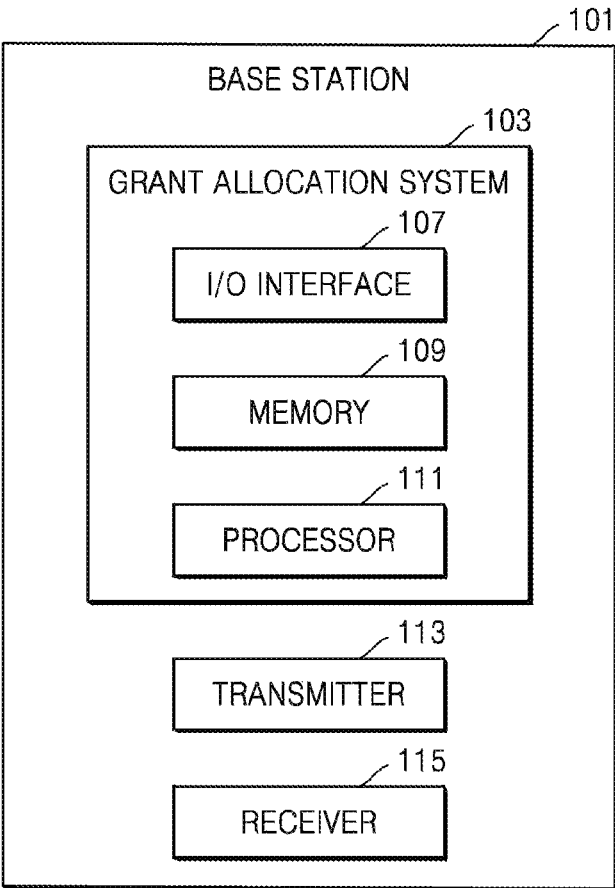 101
BASE STATION
103
GRANT ALLOCATION SYSTEM
107
I/O INTERFACE
109
MEMORY
111
PROCESSOR
113
TRANSMITTER
115
RECEIVER